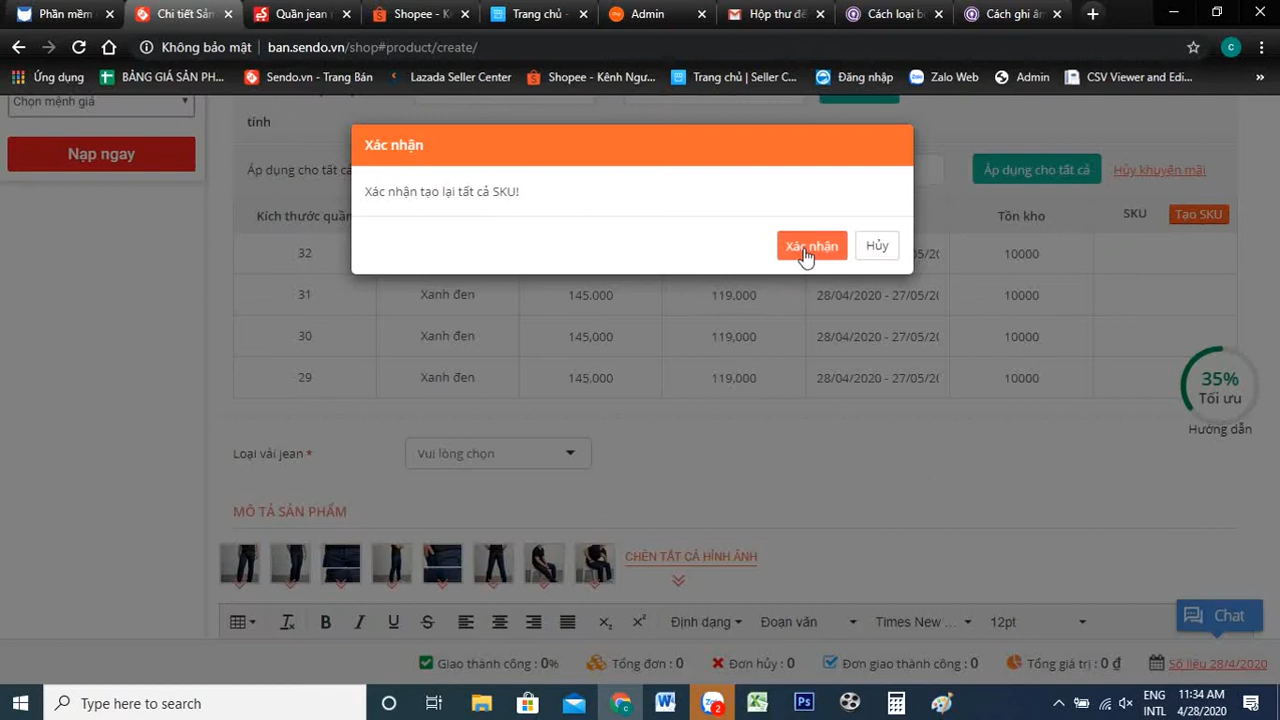 Phần mềm
Chi tiết Sản
Quần jean
Shopee - Kê
Trang chủ -
Admin
Hộp thư đế
Cách loại b
Cách ghi âm
Không bảo mật
ban.sendo.vn/shop#product/create/
C
Ứng dụng
BẢNG GIÁ SẢN PH...
Sendo.vn - Trang Bán
Lazada Seller Center
Shopee - Kênh Ngư...
Trang chủ | Seller C...
Đăng nhập
Zalo Web
Admin
CSV Viewer and Edi...
»
Chọn mệnh giá
Nạp ngay
tính
Xác nhận
Xác nhận tạo lại tất cả SKU!
Xác nhận
Hủy
Áp dụng cho tất
Áp dụng cho tất cả
Hủy khuyến mãi
Kích thước quần
Tồn kho
SKU
Tạo SKU
32
10000
31 Xanh đen 145,000 119,000 28/04/2020 - 27/05/20 10000
30 Xanh đen 145,000 119,000 28/04/2020 - 27/05/20 10000
29 Xanh đen 145,000 119,000 28/04/2020 - 27/05/20 10000
35%
Tối ưu
Hướng dẫn
Loại vải jean *
Vui lòng chọn
MÔ TẢ SẢN PHẨM
CHÈN TẤT CẢ HÌNH ẢNH
B I U S
Định dạng
Đoạn văn
Times New ...
12pt
Chat
Giao thành công : 0%
Tổng đơn : 0
Đơn hủy : 0
Đơn giao thành công : 0
Tổng giá trị : 0 đ
Số liệu 28/4/2020
Type here to search
2
ENG
INTL
11:34 AM
4/28/2020